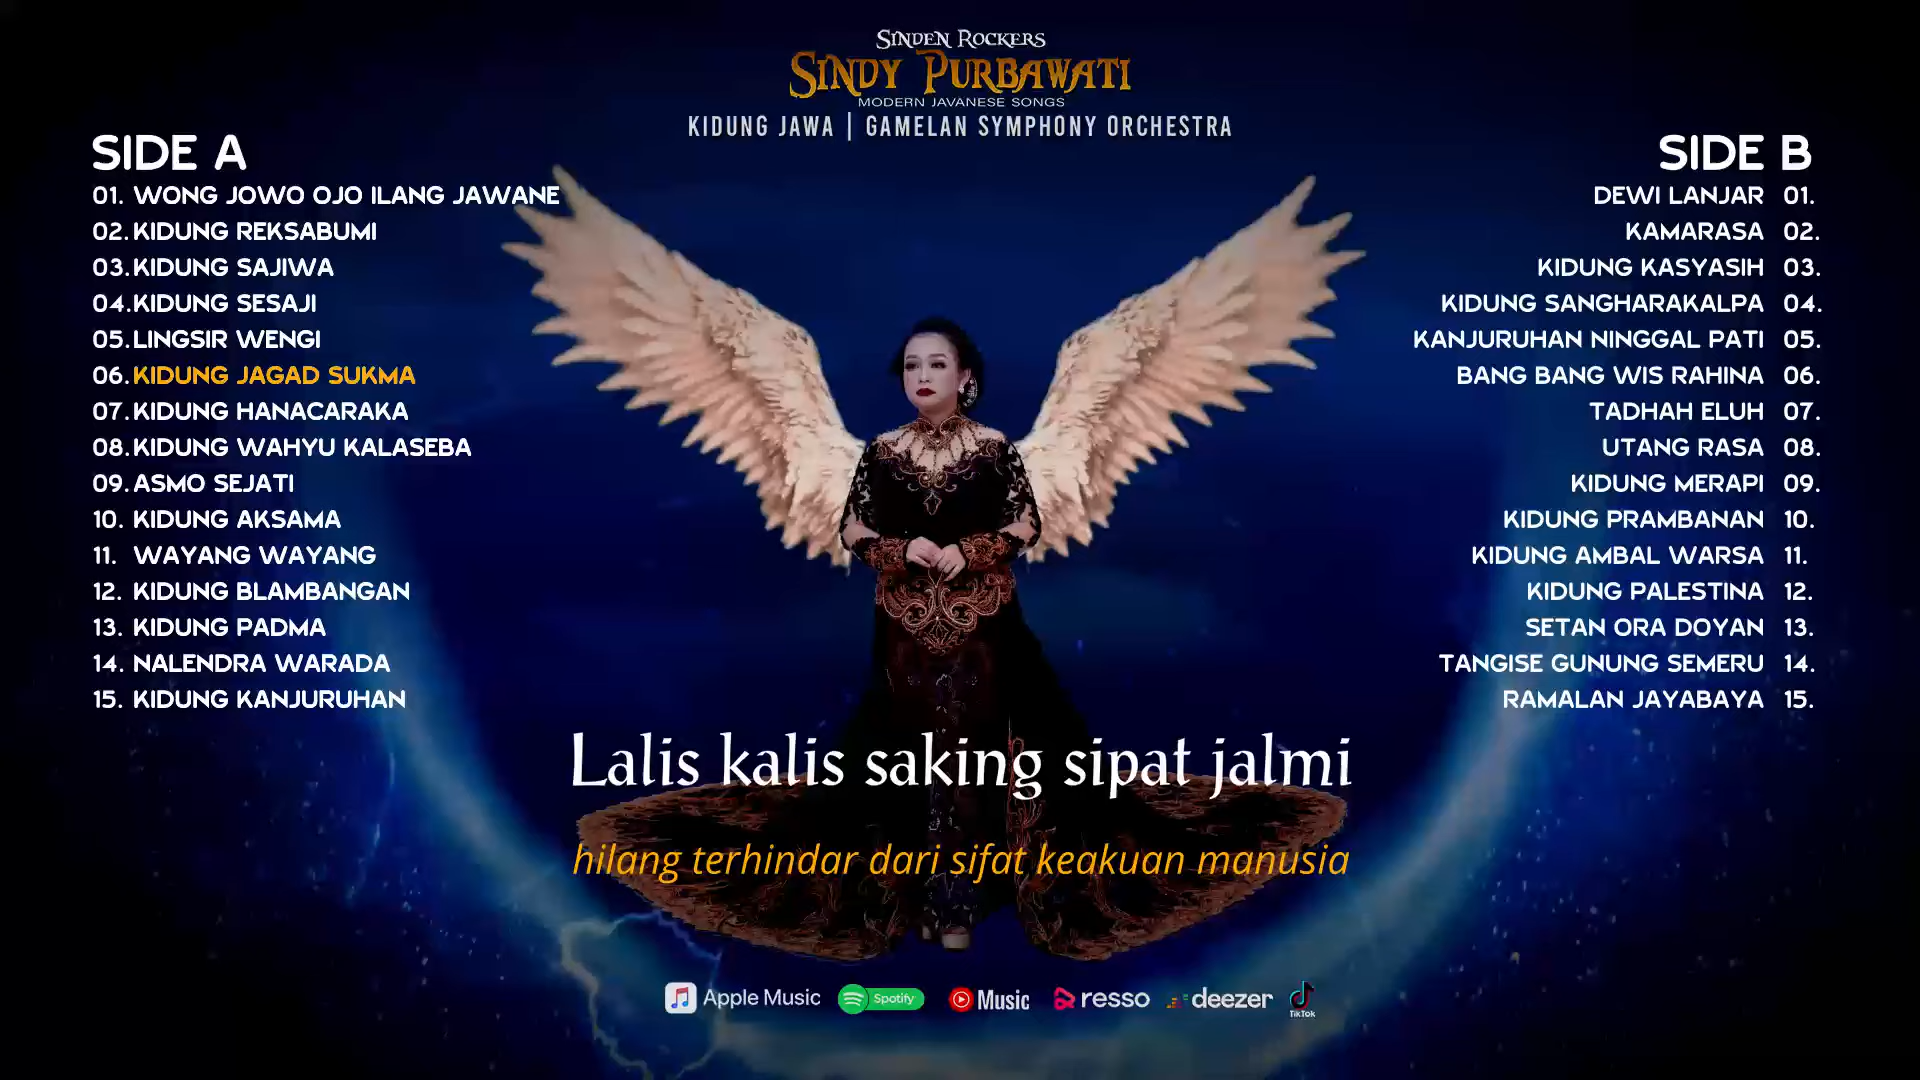 SINDEN ROCKERS
SINDY PURBAWATI
MODERN JAVANESE SONGS
KIDUNG JAWA | GAMELAN SYMPHONY ORCHESTRA
SIDE A
01. WONG JOWO OJO ILANG JAWANE
02. KIDUNG REKSABUMI
03. KIDUNG SAJIWA
04. KIDUNG SESAJI
05. LINGSIR WENGI
06. KIDUNG JAGAD SUKMA
07. KIDUNG HANACARAKA
08. KIDUNG WAHYU KALASEBA
09. ASMO SEJATI
10. KIDUNG AKSAMA
11. WAYANG WAYANG
12. KIDUNG BLAMBANGAN
13. KIDUNG PADMA
14. NALENDRA WARADA
15. KIDUNG KANJURUHAN
SIDE B
DEWI LANJAR 01.
KAMARASA 02.
KIDUNG KASYASIH 03.
KIDUNG SANGHARAKALPA 04.
KANJURUHAN NINGGAL PATI 05.
BANG BANG WIS RAHINA 06.
TADHAH ELUH 07.
UTANG RASA 08.
KIDUNG MERAPI 09.
KIDUNG PRAMBANAN 10.
KIDUNG AMBAL WARSA 11.
KIDUNG PALESTINA 12.
SETAN ORA DOYAN 13.
TANGISE GUNUNG SEMERU 14.
RAMALAN JAYABAYA 15.
Lalis kalis saking sipat jalmi
hilang terhindar dari sifat keakuan manusia
Apple Music Spotify Music resso deezer TikTok